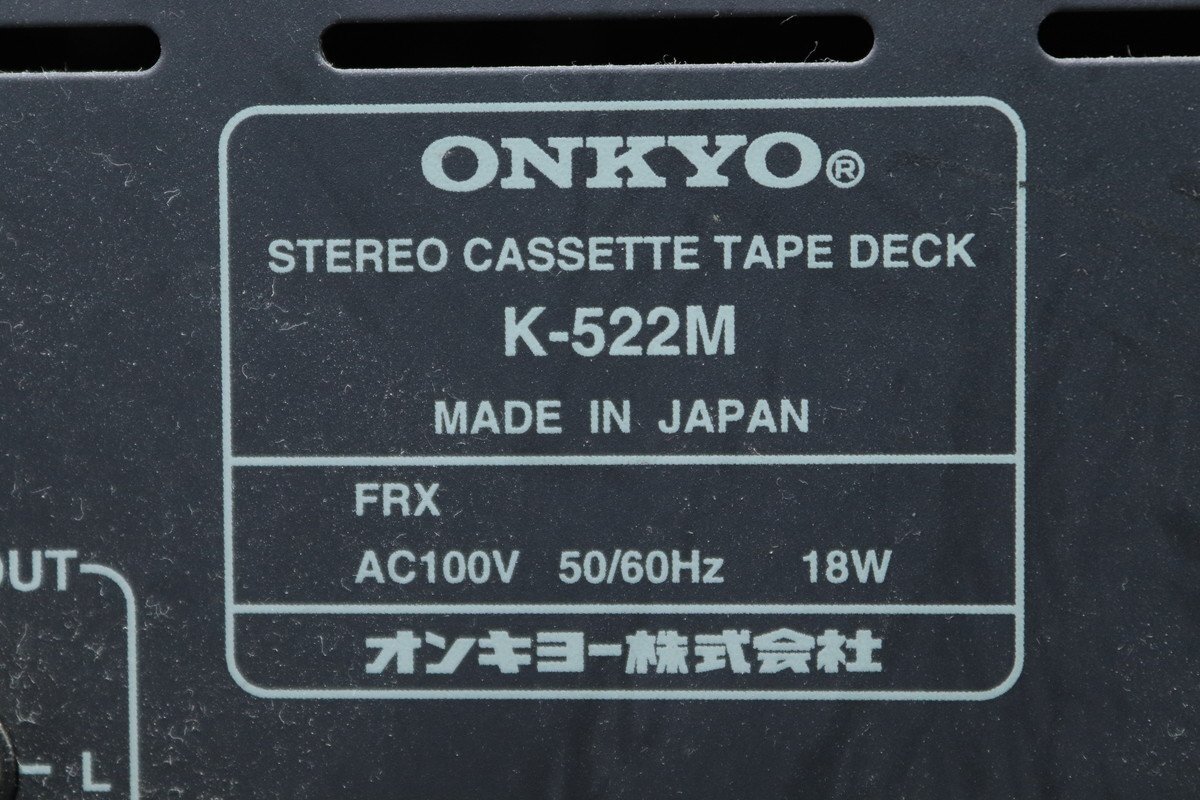 ONKYO®
STEREO CASSETTE TAPE DECK
K-522M
MADE IN JAPAN
FRX
AC100V 50/60Hz 18W
オンキヨー株式会社
OUT
L